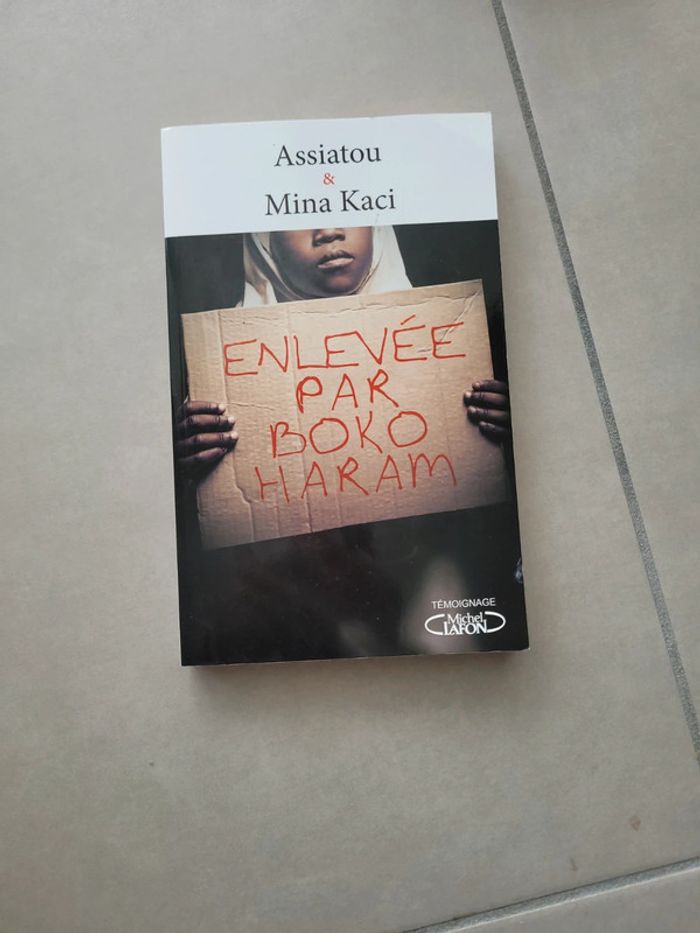 Assiatou
&
Mina Kaci
ENLEVÉE
PAR
BOKO
HARAM
TÉMOIGNAGE
Michel
LAFON